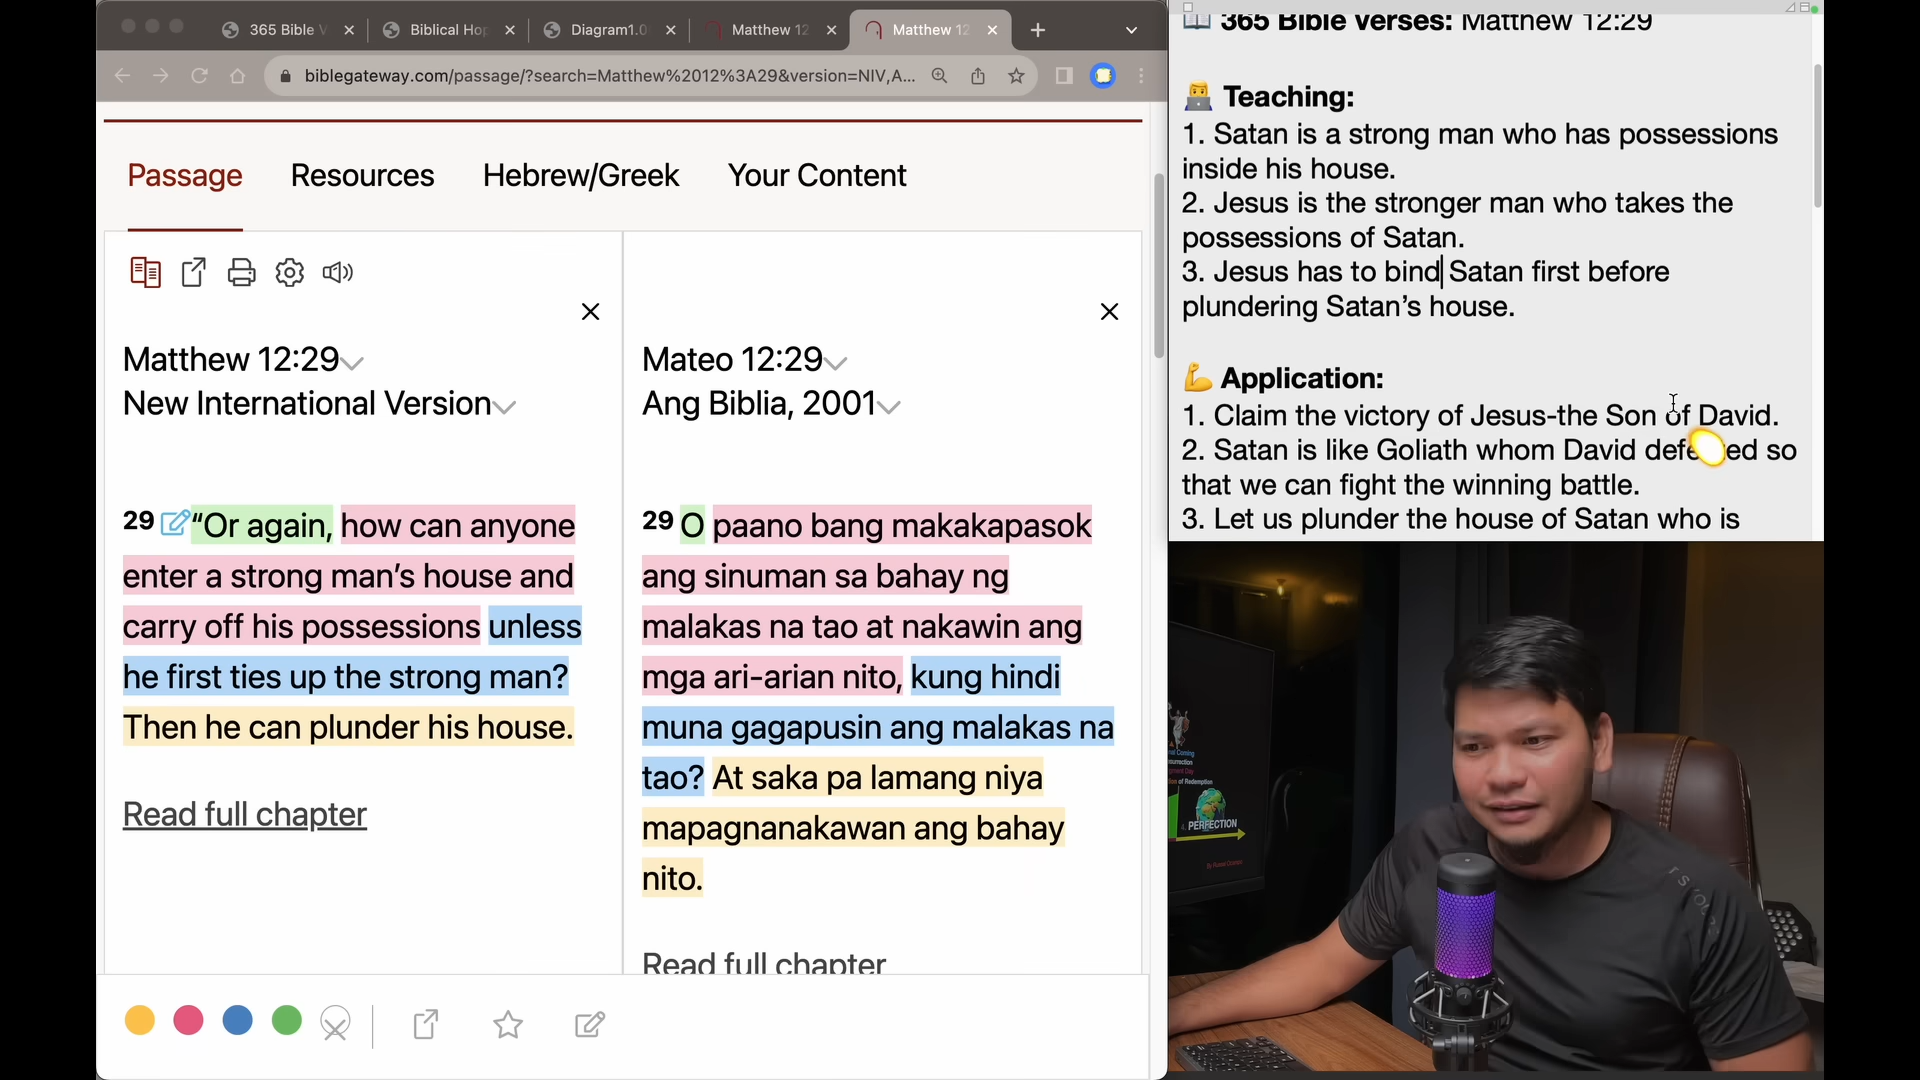 365 Bible V
Biblical Hop
Diagram1.0
Matthew 12
Matthew 12
biblegateway.com/passage/?search=Matthew%2012%3A29&version=NIV,A...
Passage
Resources
Hebrew/Greek
Your Content
Matthew 12:29
New International Version
29 “Or again, how can anyone
enter a strong man’s house and
carry off his possessions unless
he first ties up the strong man?
Then he can plunder his house.
Read full chapter
Mateo 12:29
Ang Biblia, 2001
29 O paano bang makakapasok
ang sinuman sa bahay ng
malakas na tao at nakawin ang
mga ari-arian nito, kung hindi
muna gagapusin ang malakas na
tao? At saka pa lamang niya
mapagnanakawan ang bahay
nito.
Read full chapter
365 Bible Verses: Matthew 12:29
Teaching:
1. Satan is a strong man who has possessions
inside his house.
2. Jesus is the stronger man who takes the
possessions of Satan.
3. Jesus has to bind Satan first before
plundering Satan’s house.
Application:
1. Claim the victory of Jesus-the Son of David.
2. Satan is like Goliath whom David defeated so
that we can fight the winning battle.
3. Let us plunder the house of Satan who is
Coming
Day
of Redemption
4. PERFECTION